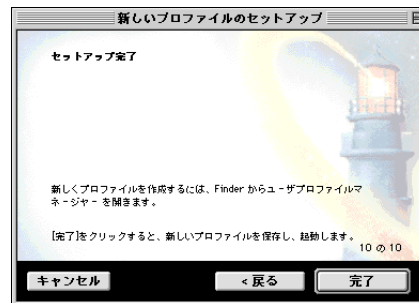 新しいプロファイルのセットアップ
セットアップ完了
新しくプロファイルを作成するには、Finder からユーザプロファイルマ
ネージャー を開きます。
[完了]をクリックすると、新しいプロファイルを保存し、起動します。
10 の 10
キャンセル
< 戻る
完了